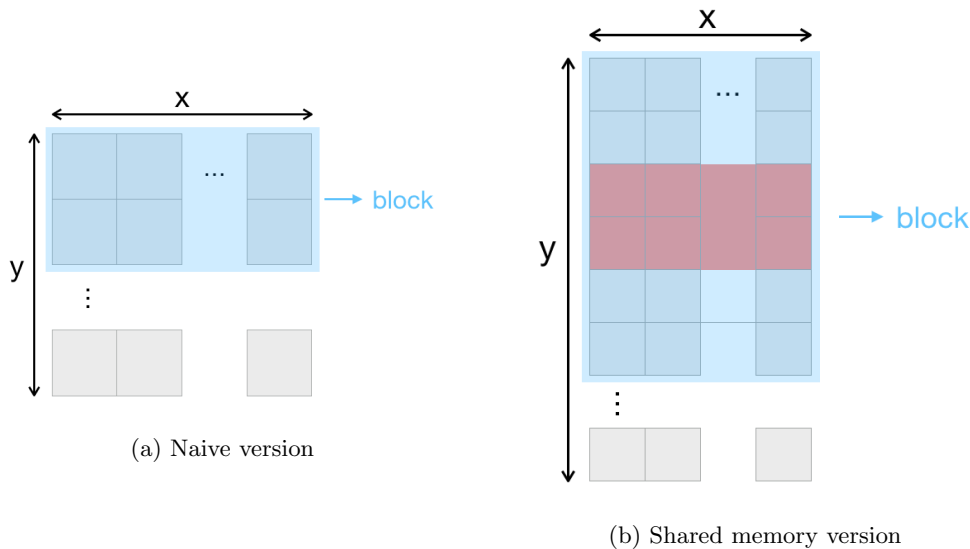 x
...
y
block
⋮
(a) Naive version
x
...
y
block
⋮
(b) Shared memory version